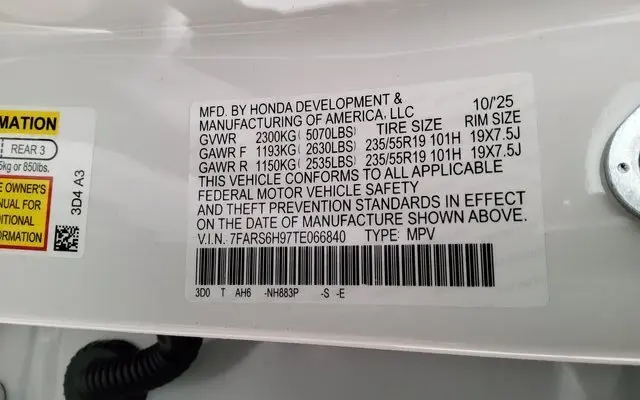 MATION
REAR 3
5kg or 850lbs.
E OWNER'S
ANUAL FOR
DITIONAL
ORMATION
3D4 A3
MFD. BY HONDA DEVELOPMENT & 10/'25
MANUFACTURING OF AMERICA, LLC
TIRE SIZE RIM SIZE
GVWR 2300KG (5070LBS)
GAWR F 1193KG (2630LBS) 235/55R19 101H 19X7.5J
GAWR R 1150KG (2535LBS) 235/55R19 101H 19X7.5J
THIS VEHICLE CONFORMS TO ALL APPLICABLE
FEDERAL MOTOR VEHICLE SAFETY
AND THEFT PREVENTION STANDARDS IN EFFECT
ON THE DATE OF MANUFACTURE SHOWN ABOVE.
V.I.N. 7FARS6H97TE066840 TYPE: MPV
3D0 T AH6 -NH883P -S -E